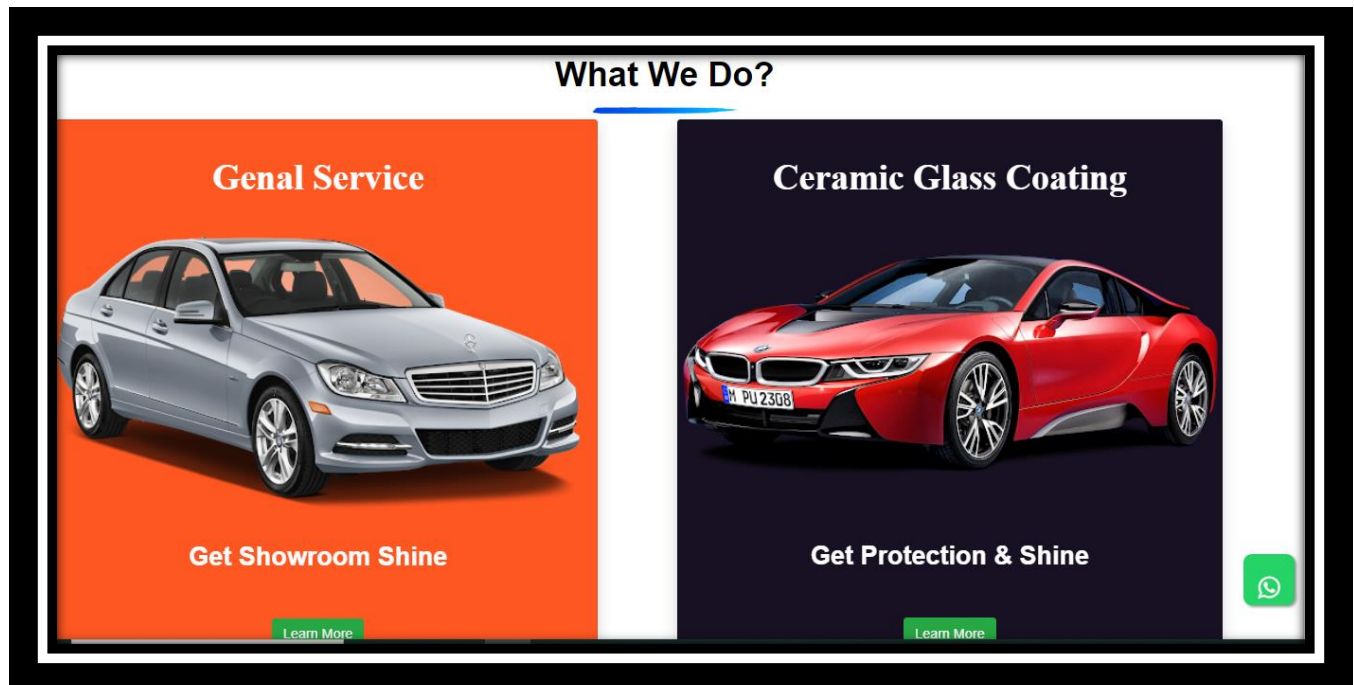 What We Do?
Genal Service
Ceramic Glass Coating
M PU 2308
Get Showroom Shine
Get Protection & Shine
Learn More
Learn More